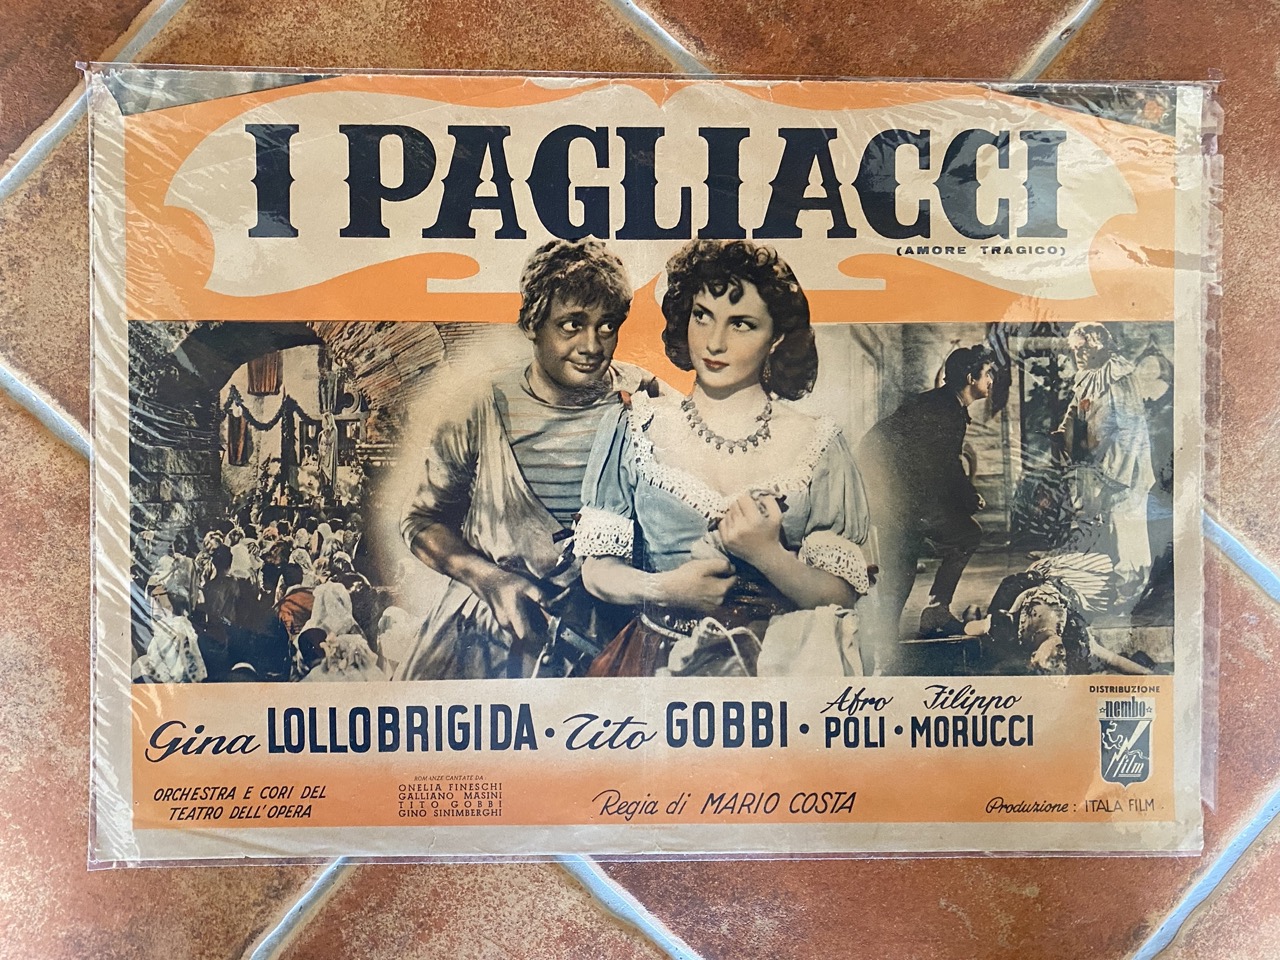 I PAGLIACCI
(AMORE TRAGICO)
Gina LOLLOBRIGIDA · Tito GOBBI · Afro POLI · Filippo MORUCCI
DISTRIBUZIONE
nembo
film
ORCHESTRA E CORI DEL
TEATRO DELL'OPERA
ROMANZE CANTATE DA
ONELIA FINESCHI
GALLIANO MASINI
TITO GOBBI
GINO SINIMBERGHI
Regia di MARIO COSTA
Produzione: ITALA FILM.